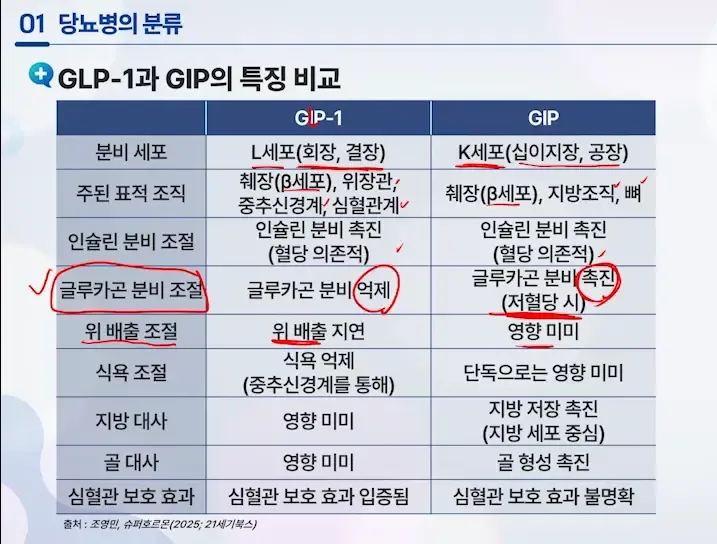 01 당뇨병의 분류
GLP-1과 GIP의 특징 비교
GIP-1 GIP
분비 세포 L세포(회장, 결장) K세포(십이지장, 공장)
주된 표적 조직 췌장(β세포), 위장관, 중추신경계, 심혈관계 췌장(β세포), 지방조직, 뼈
인슐린 분비 조절 인슐린 분비 촉진 (혈당 의존적) 인슐린 분비 촉진 (혈당 의존적)
글루카곤 분비 조절 글루카곤 분비 억제 글루카곤 분비 촉진 (저혈당 시)
위 배출 조절 위 배출 지연 영향 미미
식욕 조절 식욕 억제 (중추신경계를 통해) 단독으로는 영향 미미
지방 대사 영향 미미 지방 저장 촉진 (지방 세포 중심)
골 대사 영향 미미 골 형성 촉진
심혈관 보호 효과 심혈관 보호 효과 입증됨 심혈관 보호 효과 불명확
출처 : 조영민, 슈퍼호르몬(2025; 21세기북스)